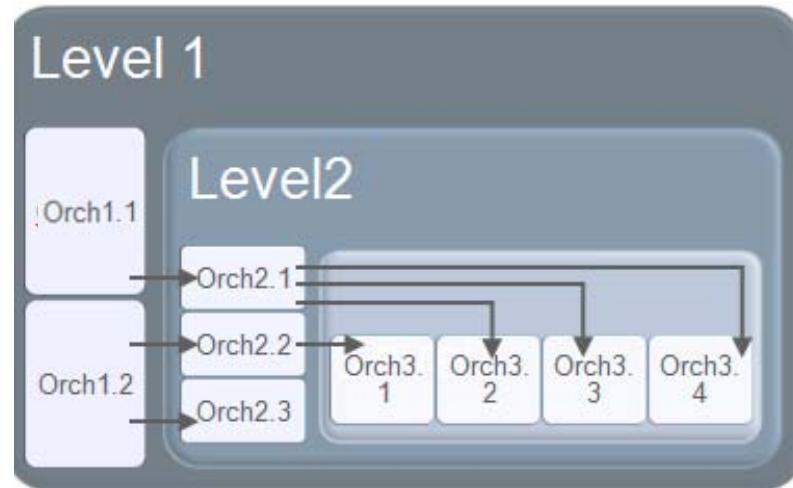 Level 1
Level2
Orch1.1
Orch2.1
Orch2.2
Orch1.2
Orch2.3
Orch3.
1
Orch3.
2
Orch3.
3
Orch3.
4